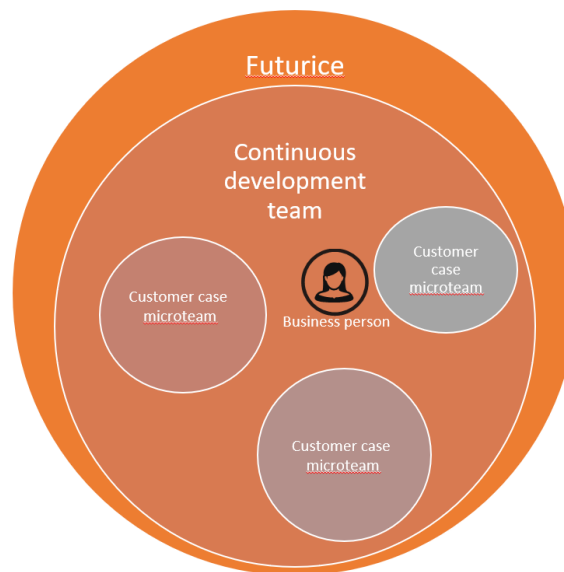 Futurice
Continuous
development
team
Customer
case
microteam
Customer case
microteam
Business person
Customer case
microteam